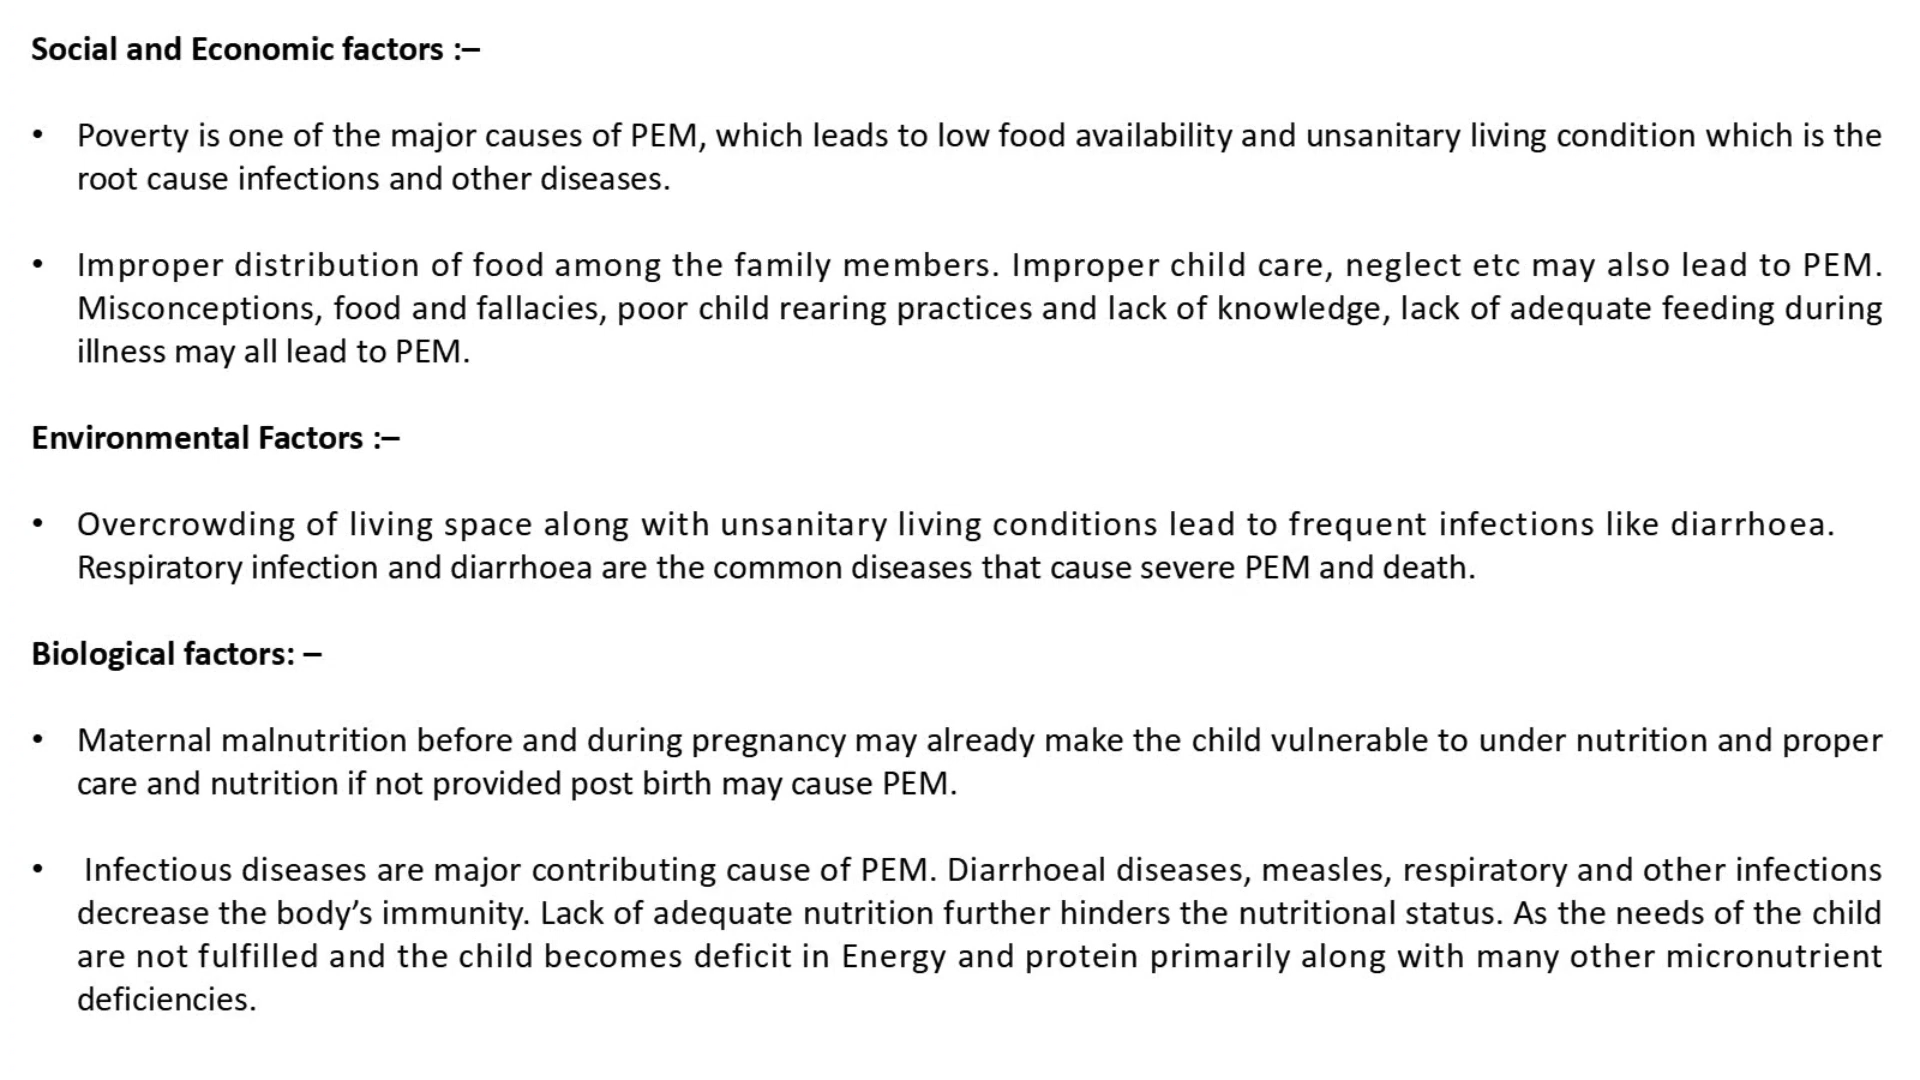 Social and Economic factors :–
• Poverty is one of the major causes of PEM, which leads to low food availability and unsanitary living condition which is the
root cause infections and other diseases.
• Improper distribution of food among the family members. Improper child care, neglect etc may also lead to PEM.
Misconceptions, food and fallacies, poor child rearing practices and lack of knowledge, lack of adequate feeding during
illness may all lead to PEM.
Environmental Factors :–
• Overcrowding of living space along with unsanitary living conditions lead to frequent infections like diarrhoea.
Respiratory infection and diarrhoea are the common diseases that cause severe PEM and death.
Biological factors: –
• Maternal malnutrition before and during pregnancy may already make the child vulnerable to under nutrition and proper
care and nutrition if not provided post birth may cause PEM.
• Infectious diseases are major contributing cause of PEM. Diarrhoeal diseases, measles, respiratory and other infections
decrease the body’s immunity. Lack of adequate nutrition further hinders the nutritional status. As the needs of the child
are not fulfilled and the child becomes deficit in Energy and protein primarily along with many other micronutrient
deficiencies.